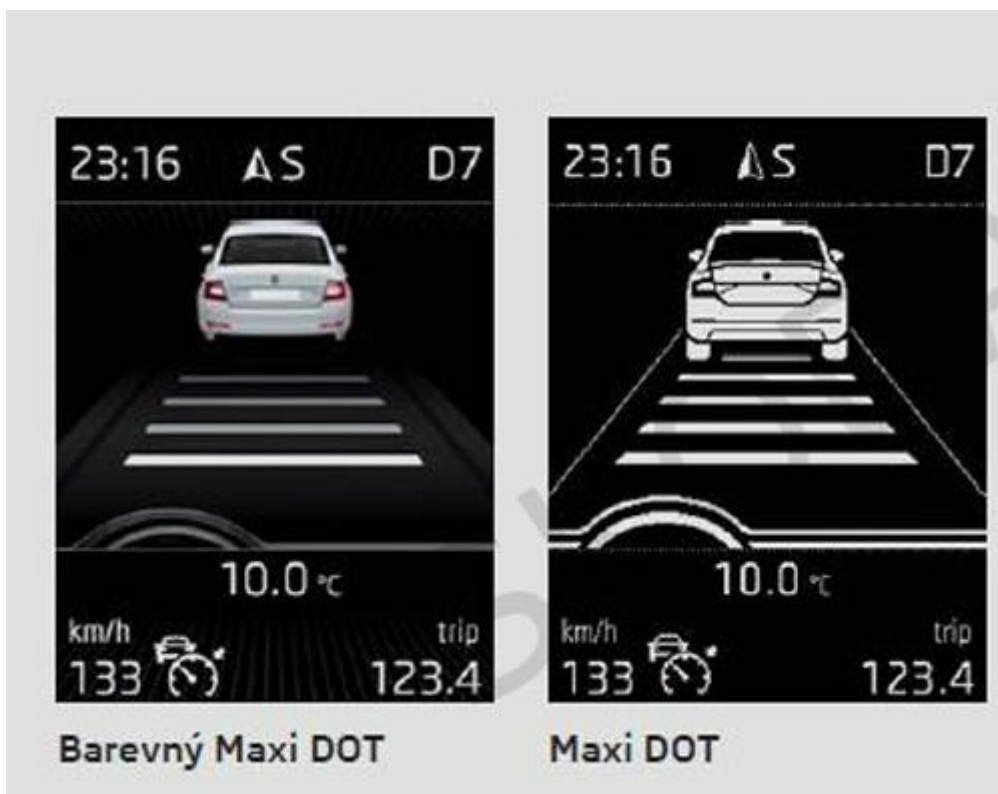 23:16 S D7
10.0 °C
km/h trip
133 123.4
Barevný Maxi DOT
23:16 S D7
10.0 °C
km/h trip
133 123.4
Maxi DOT